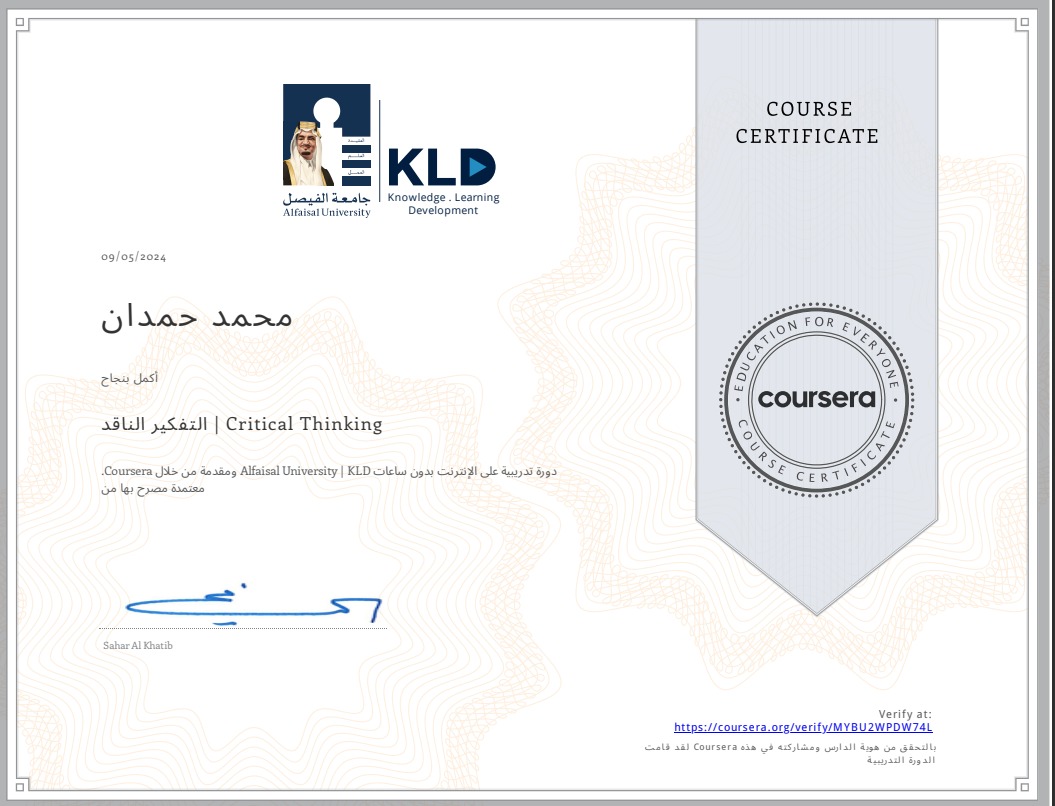 جامعة الفيصل
Alfaisal University
KLD
Knowledge . Learning
Development
COURSE
CERTIFICATE
09/05/2024
محمد حمدان
أكمل بنجاح
التفكير الناقد | Critical Thinking
دورة تدريبية على الإنترنت بدون ساعات Alfaisal University | KLD ومقدمة من خلال Coursera.
معتمدة مصرح بها من
EDUCATION FOR EVERYONE
coursera
COURSE CERTIFICATE
Sahar Al Khatib
Verify at:
https://coursera.org/verify/MYBU2WPDW74L
بالتحقق من هوية الدارس ومشاركته في هذه Coursera لقد قامت
الدورة التدريبية